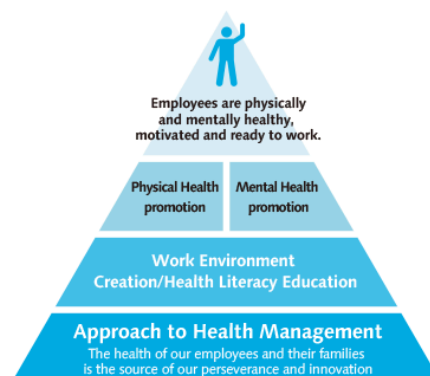 Employees are physically
and mentally healthy,
motivated and ready to work.
Physical Health
promotion
Mental Health
promotion
Work Environment
Creation/Health Literacy Education
Approach to Health Management
The health of our employees and their families
is the source of our perseverance and innovation